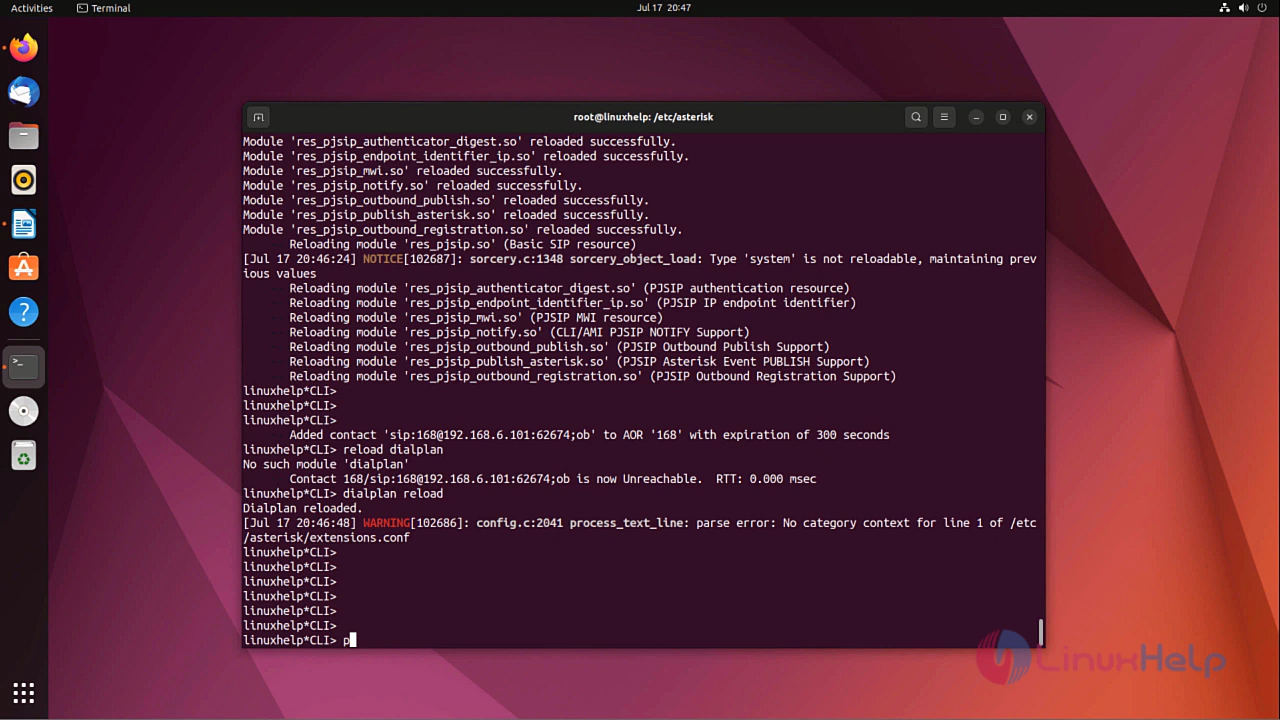 Activities Terminal Jul 17 20:47
root@linuxhelp: /etc/asterisk
Module 'res_pjsip_authenticator_digest.so' reloaded successfully.
Module 'res_pjsip_endpoint_identifier_ip.so' reloaded successfully.
Module 'res_pjsip_mwi.so' reloaded successfully.
Module 'res_pjsip_notify.so' reloaded successfully.
Module 'res_pjsip_outbound_publish.so' reloaded successfully.
Module 'res_pjsip_publish_asterisk.so' reloaded successfully.
Module 'res_pjsip_outbound_registration.so' reloaded successfully.
Reloading module 'res_pjsip.so' (Basic SIP resource)
[Jul 17 20:46:24] NOTICE[102687]: sorcery.c:1348 sorcery_object_load: Type 'system' is not reloadable, maintaining prev
ious values
Reloading module 'res_pjsip_authenticator_digest.so' (PJSIP authentication resource)
Reloading module 'res_pjsip_endpoint_identifier_ip.so' (PJSIP IP endpoint identifier)
Reloading module 'res_pjsip_mwi.so' (PJSIP MWI resource)
Reloading module 'res_pjsip_notify.so' (CLI/AMI PJSIP NOTIFY Support)
Reloading module 'res_pjsip_outbound_publish.so' (PJSIP Outbound Publish Support)
Reloading module 'res_pjsip_publish_asterisk.so' (PJSIP Asterisk Event PUBLISH Support)
Reloading module 'res_pjsip_outbound_registration.so' (PJSIP Outbound Registration Support)
linuxhelp*CLI>
linuxhelp*CLI>
linuxhelp*CLI>
Added contact 'sip:168@192.168.6.101:62674;ob' to AOR '168' with expiration of 300 seconds
linuxhelp*CLI> reload dialplan
No such module 'dialplan'
Contact 168/sip:168@192.168.6.101:62674;ob is now Unreachable.  RTT: 0.000 msec
linuxhelp*CLI> dialplan reload
Dialplan reloaded.
[Jul 17 20:46:48] WARNING[102686]: config.c:2041 process_text_line: parse error: No category context for line 1 of /etc
/asterisk/extensions.conf
linuxhelp*CLI>
linuxhelp*CLI>
linuxhelp*CLI>
linuxhelp*CLI>
linuxhelp*CLI>
linuxhelp*CLI>
linuxhelp*CLI> p
LinuxHelp